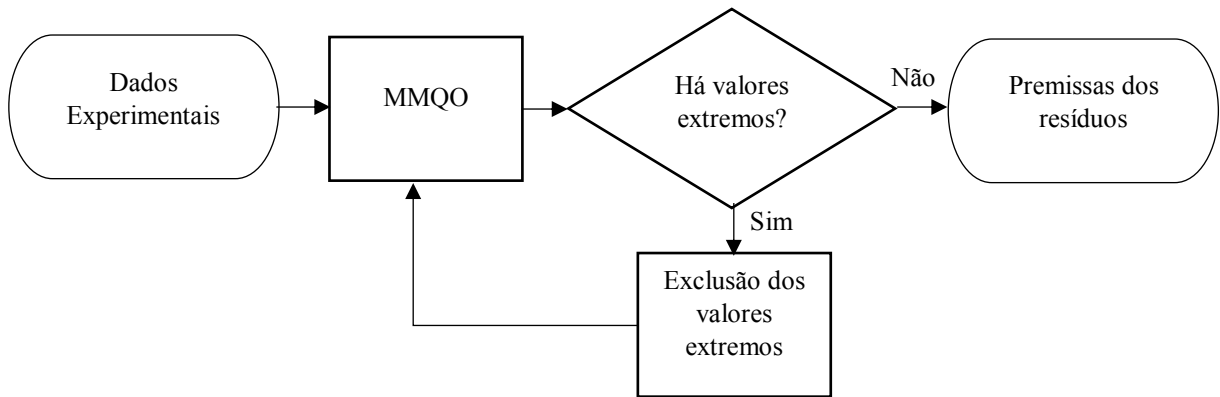 Dados
Experimentais
MMQO
Há valores
extremos?
Não
Premissas dos
resíduos
Sim
Exclusão dos
valores
extremos